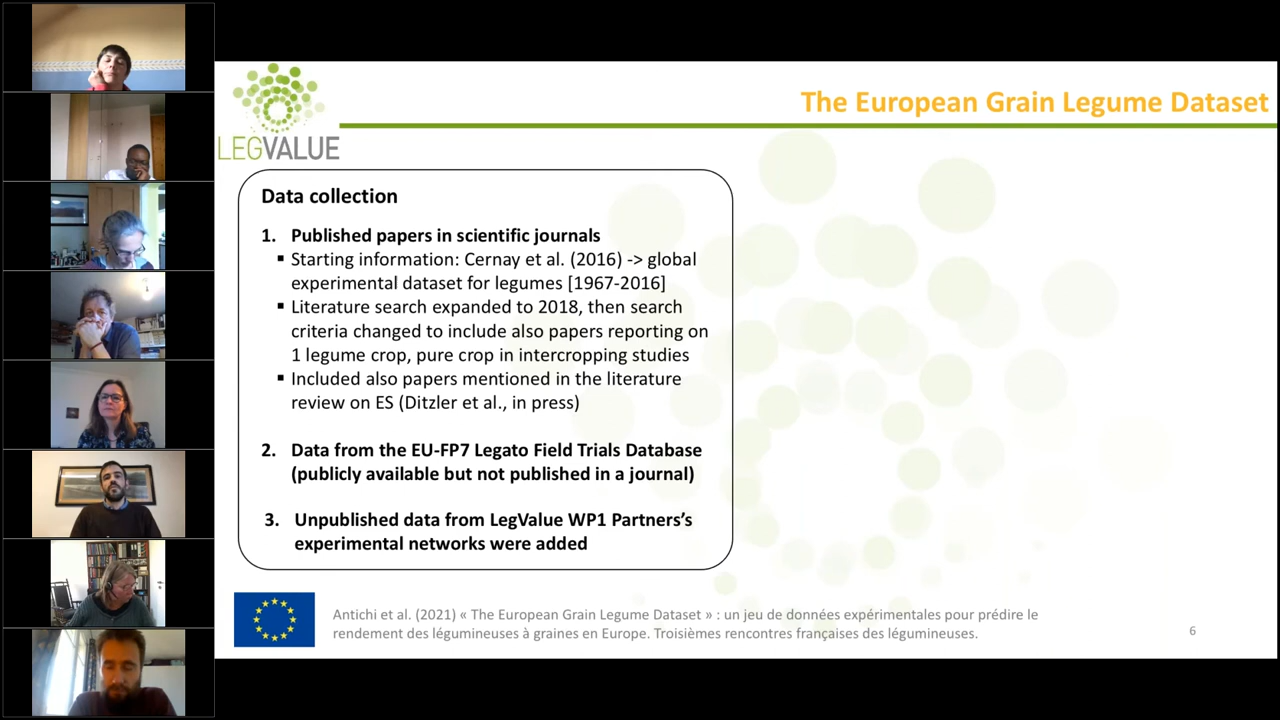 The European Grain Legume Dataset
LEGVALUE
Data collection
1. Published papers in scientific journals
▪ Starting information: Cernay et al. (2016) -> global
experimental dataset for legumes [1967-2016]
▪ Literature search expanded to 2018, then search
criteria changed to include also papers reporting on
1 legume crop, pure crop in intercropping studies
▪ Included also papers mentioned in the literature
review on ES (Ditzler et al., in press)
2. Data from the EU-FP7 Legato Field Trials Database
(publicly available but not published in a journal)
3. Unpublished data from LegValue WP1 Partners’s
experimental networks were added
Antichi et al. (2021) « The European Grain Legume Dataset » : un jeu de données expérimentales pour prédire le
rendement des légumineuses à graines en Europe. Troisièmes rencontres françaises des légumineuses.
6